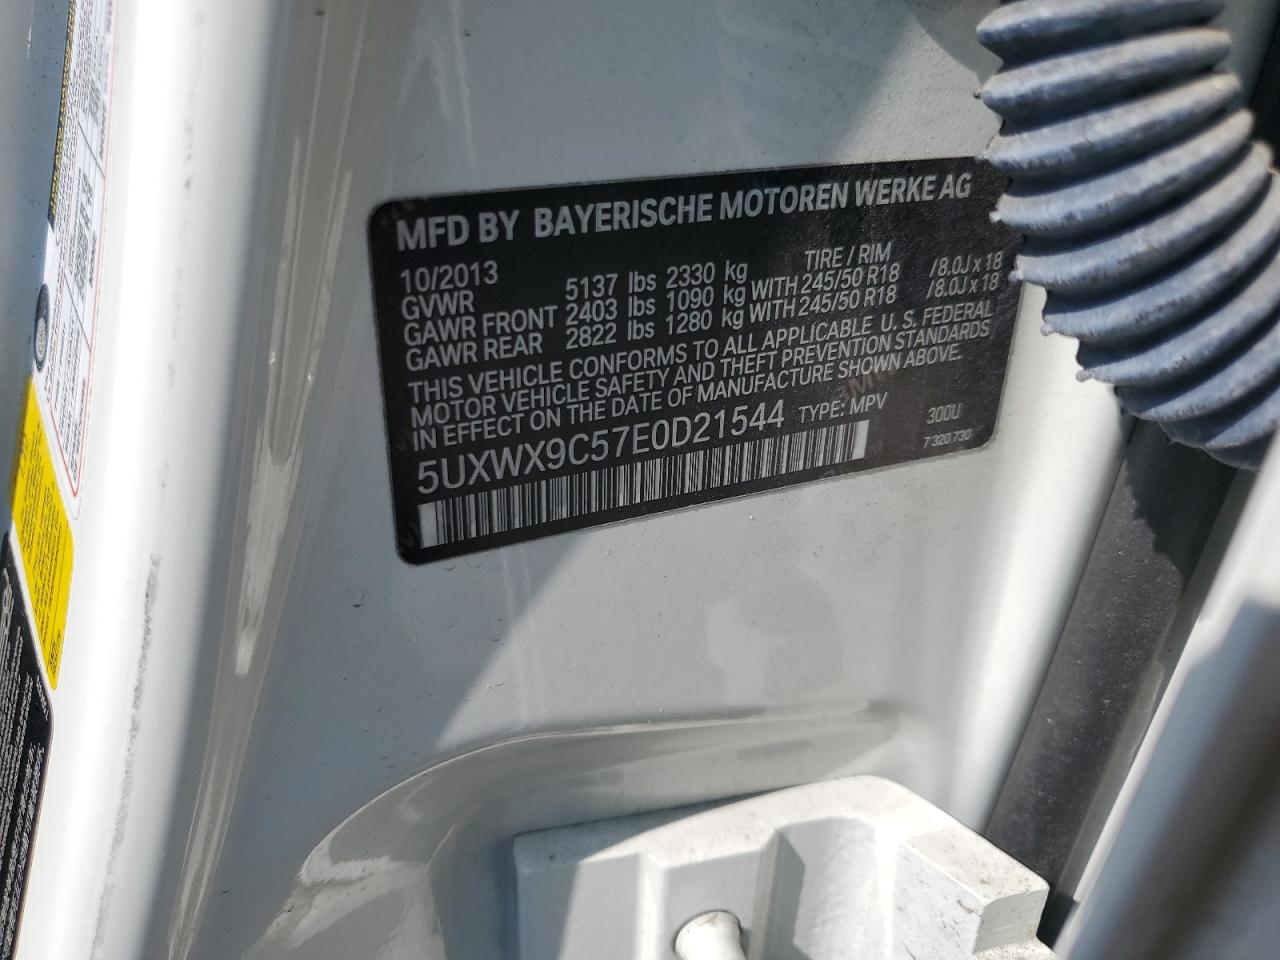 MFD BY BAYERISCHE MOTOREN WERKE AG
10/2013 TIRE / RIM
GVWR 5137 lbs 2330 kg
GAWR FRONT 2403 lbs 1090 kg WITH 245/50 R18 /8.0J x 18
GAWR REAR 2822 lbs 1280 kg WITH 245/50 R18 /8.0J x 18
THIS VEHICLE CONFORMS TO ALL APPLICABLE U. S. FEDERAL
MOTOR VEHICLE SAFETY AND THEFT PREVENTION STANDARDS
IN EFFECT ON THE DATE OF MANUFACTURE SHOWN ABOVE.
5UXWX9C57E0D21544 TYPE: MPV 300U
7 320 730